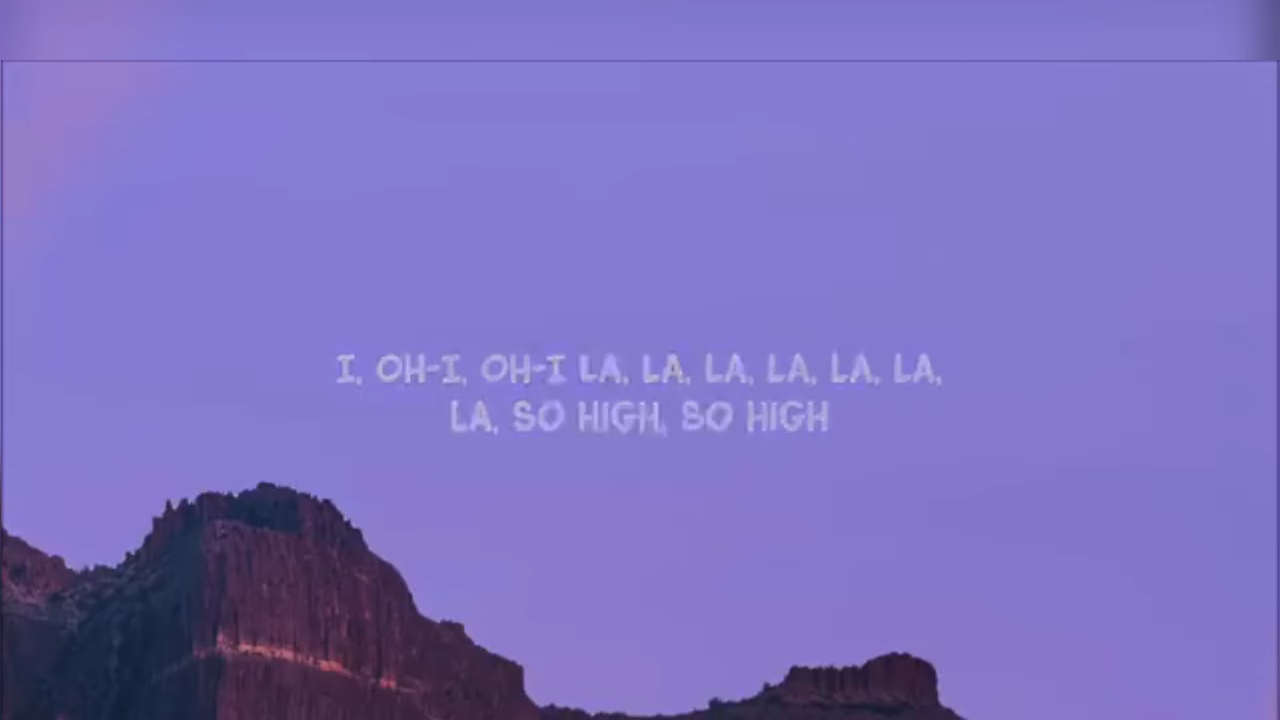 I, OH-I, OH-I LA, LA, LA, LA, LA, LA,
LA, SO HIGH, SO HIGH